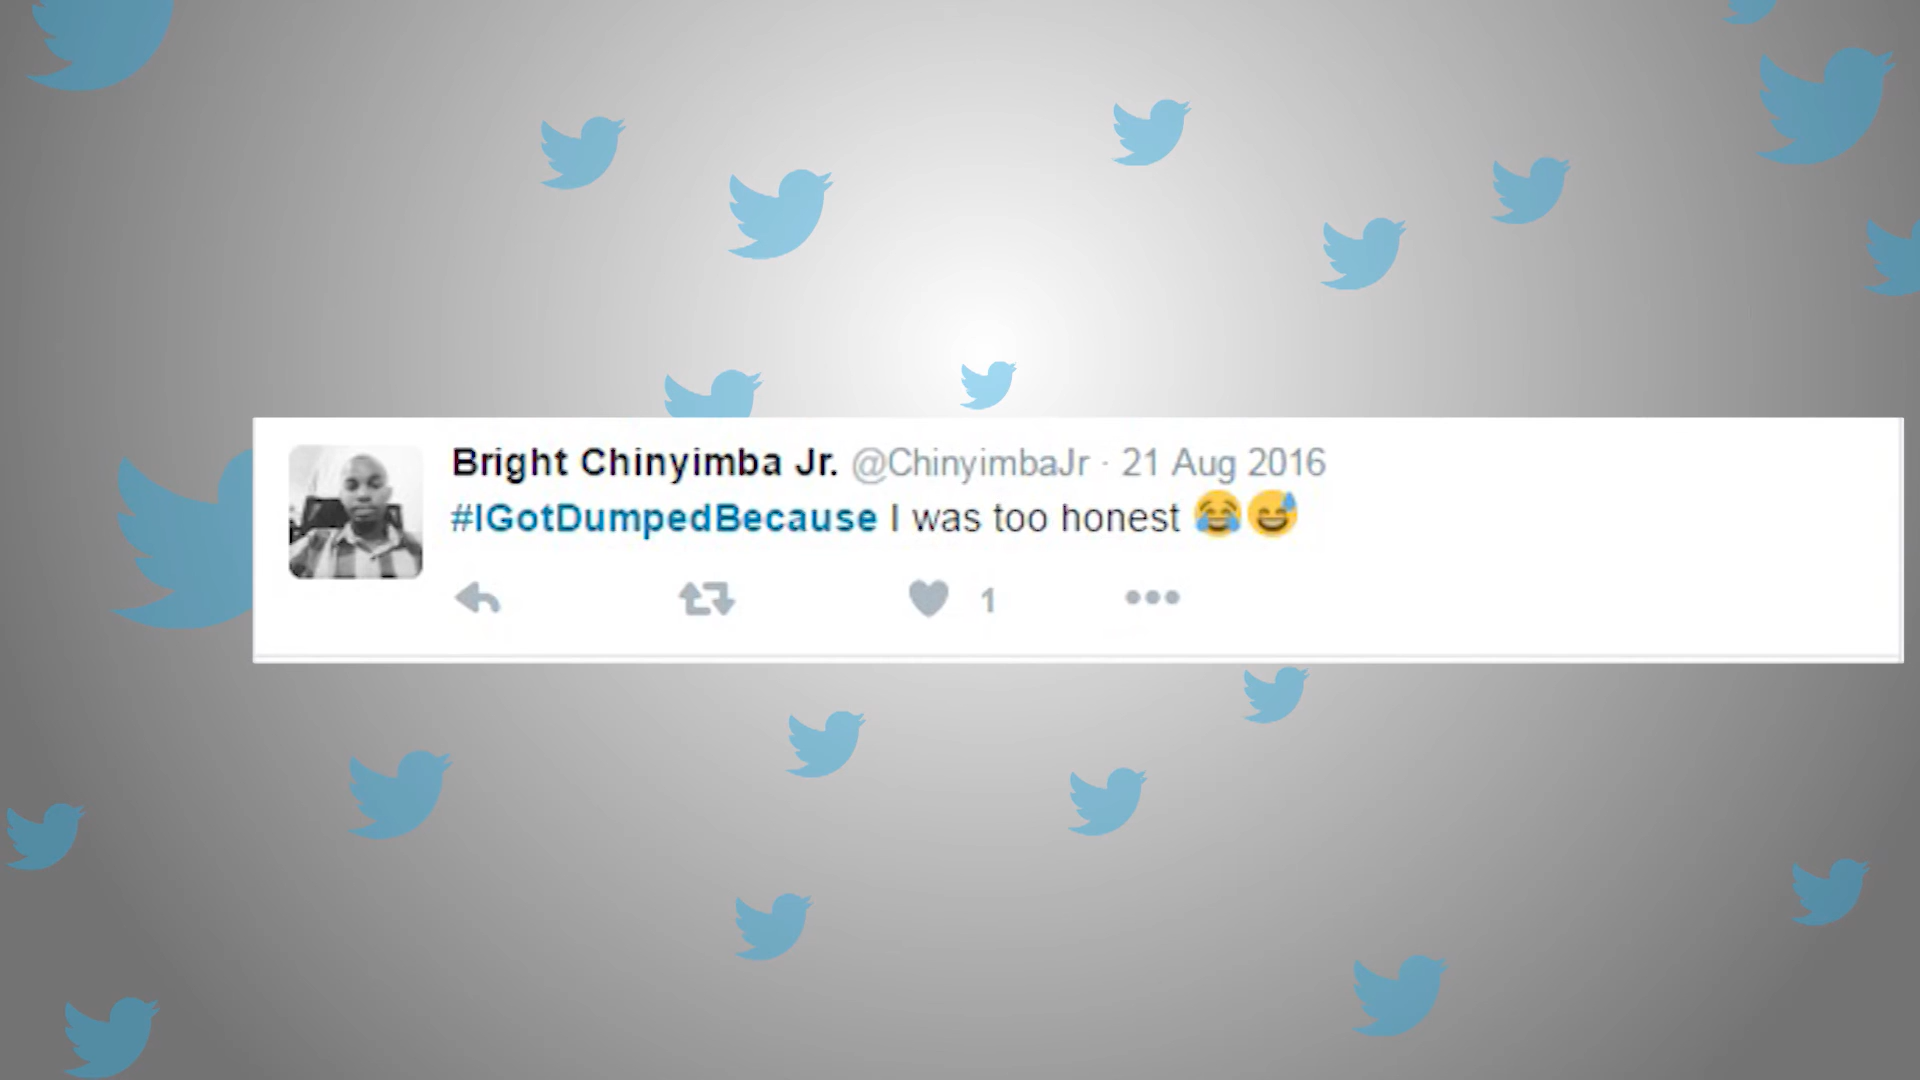 Bright Chinyimba Jr. @ChinyimbaJr · 21 Aug 2016
#IGotDumpedBecause I was too honest 😂😅
1